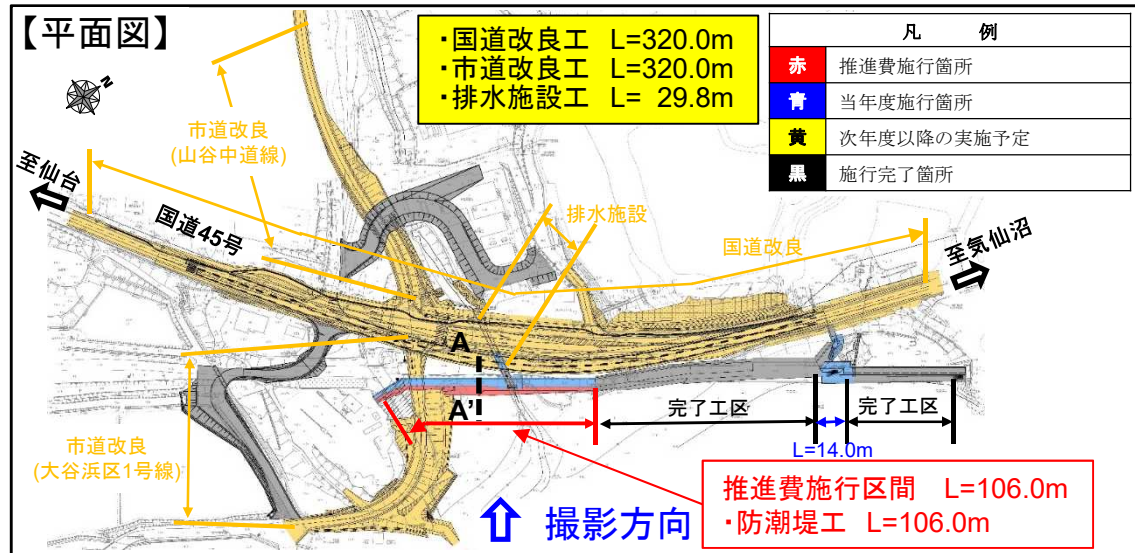 【平面図】
N
・国道改良工 L=320.0m
・市道改良工 L=320.0m
・排水施設工 L= 29.8m
凡 例
赤 推進費施行箇所
青 当年度施行箇所
黄 次年度以降の実施予定
黒 施行完了箇所
市道改良
(山谷中道線)
至仙台
国道45号
排水施設
国道改良
至気仙沼
A
A’
市道改良
(大谷浜区1号線)
完了工区
完了工区
L=14.0m
推進費施行区間 L=106.0m
・防潮堤工 L=106.0m
撮影方向